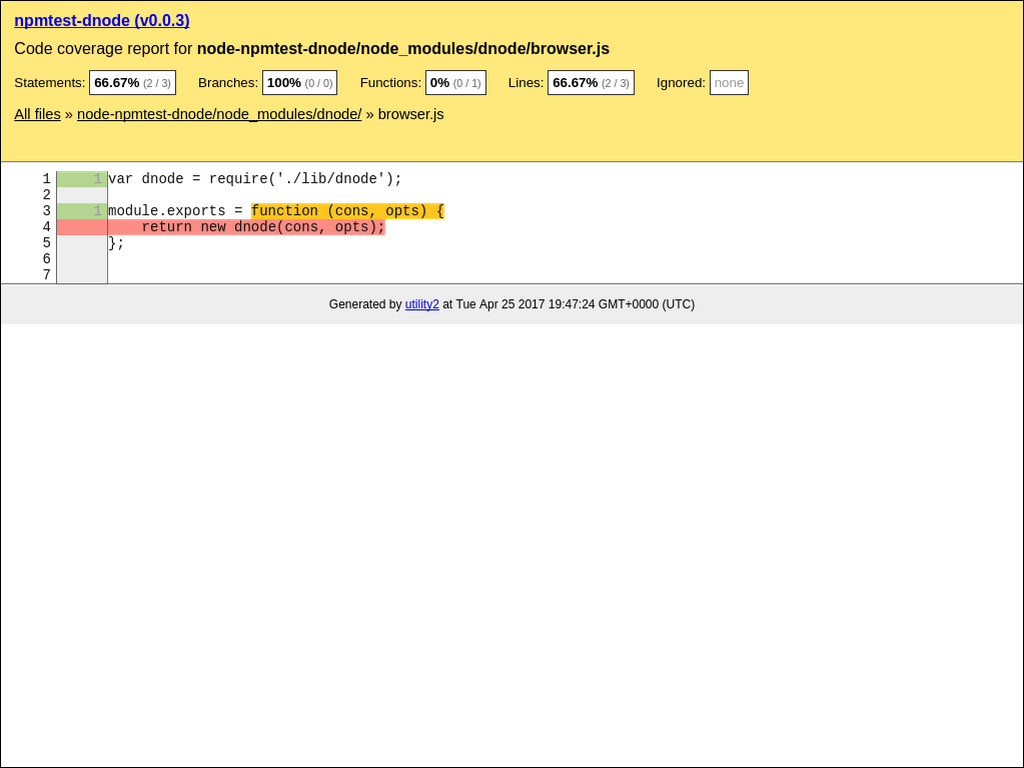 npmtest-dnode (v0.0.3)
Code coverage report for node-npmtest-dnode/node_modules/dnode/browser.js
Statements: 66.67% (2 / 3) Branches: 100% (0 / 0) Functions: 0% (0 / 1) Lines: 66.67% (2 / 3) Ignored: none
All files » node-npmtest-dnode/node_modules/dnode/ » browser.js
1 1 var dnode = require('./lib/dnode');
2
3 1 module.exports = function (cons, opts) {
4     return new dnode(cons, opts);
5 };
6
7
Generated by utility2 at Tue Apr 25 2017 19:47:24 GMT+0000 (UTC)